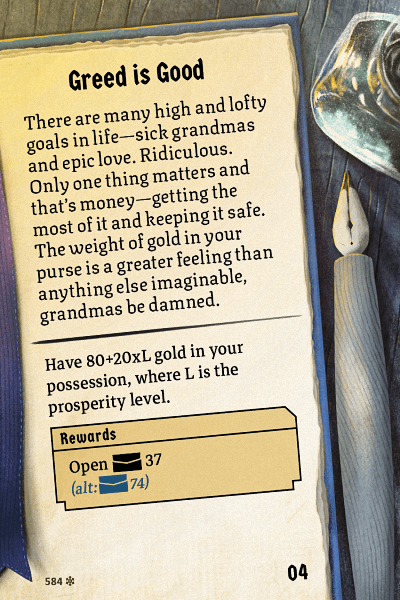 Greed is Good
There are many high and lofty
goals in life—sick grandmas
and epic love. Ridiculous.
Only one thing matters and
that's money—getting the
most of it and keeping it safe.
The weight of gold in your
purse is a greater feeling than
anything else imaginable,
grandmas be damned.
Have 80+20xL gold in your
possession, where L is the
prosperity level.
Rewards
Open 37
(alt: 74)
584
04